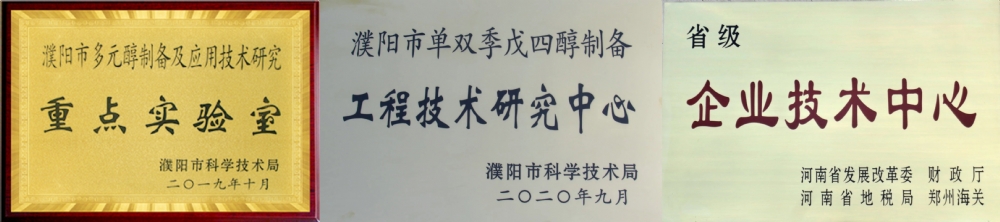 濮阳市多元醇制备及应用技术研究
重点实验室
濮阳市科学技术局
二〇一九年十月
濮阳市单双季戊四醇制备
工程技术研究中心
濮阳市科学技术局
二〇二〇年九月
省级
企业技术中心
河南省发展改革委 财政厅
河南省地税局 郑州海关